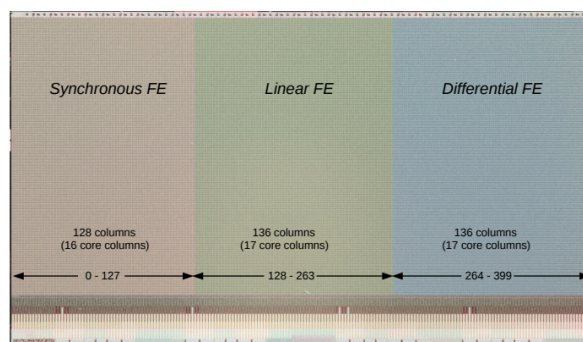 Synchronous FE
Linear FE
Differential FE
128 columns
(16 core columns)
136 columns
(17 core columns)
136 columns
(17 core columns)
0 - 127
128 - 263
264 - 399